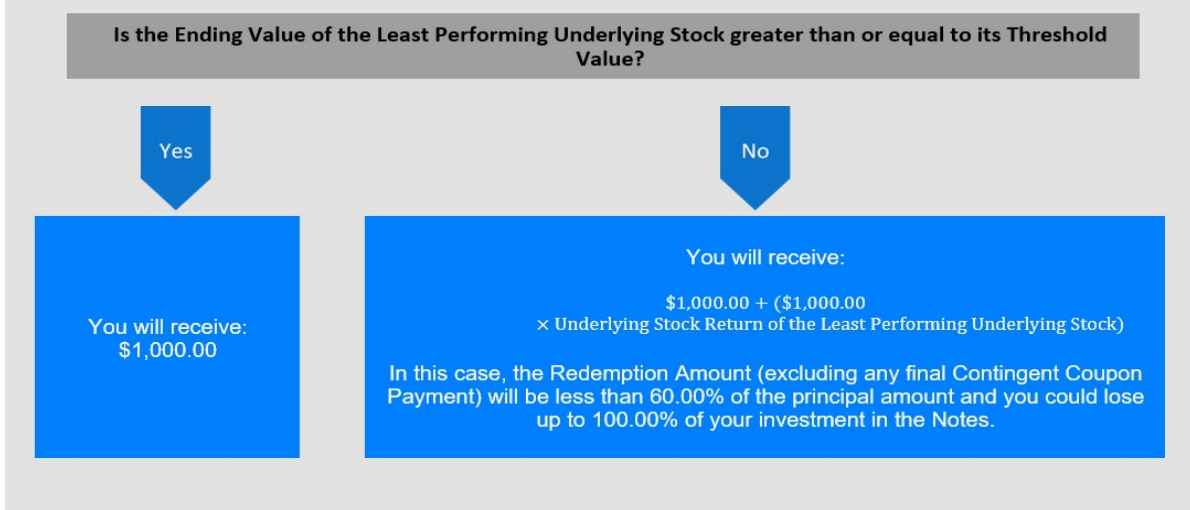 Is the Ending Value of the Least Performing Underlying Stock greater than or equal to its Threshold
Value?
Yes
No
You will receive:
$1,000.00
You will receive:
$1,000.00 + ($1,000.00
× Underlying Stock Return of the Least Performing Underlying Stock)
In this case, the Redemption Amount (excluding any final Contingent Coupon
Payment) will be less than 60.00% of the principal amount and you could lose
up to 100.00% of your investment in the Notes.